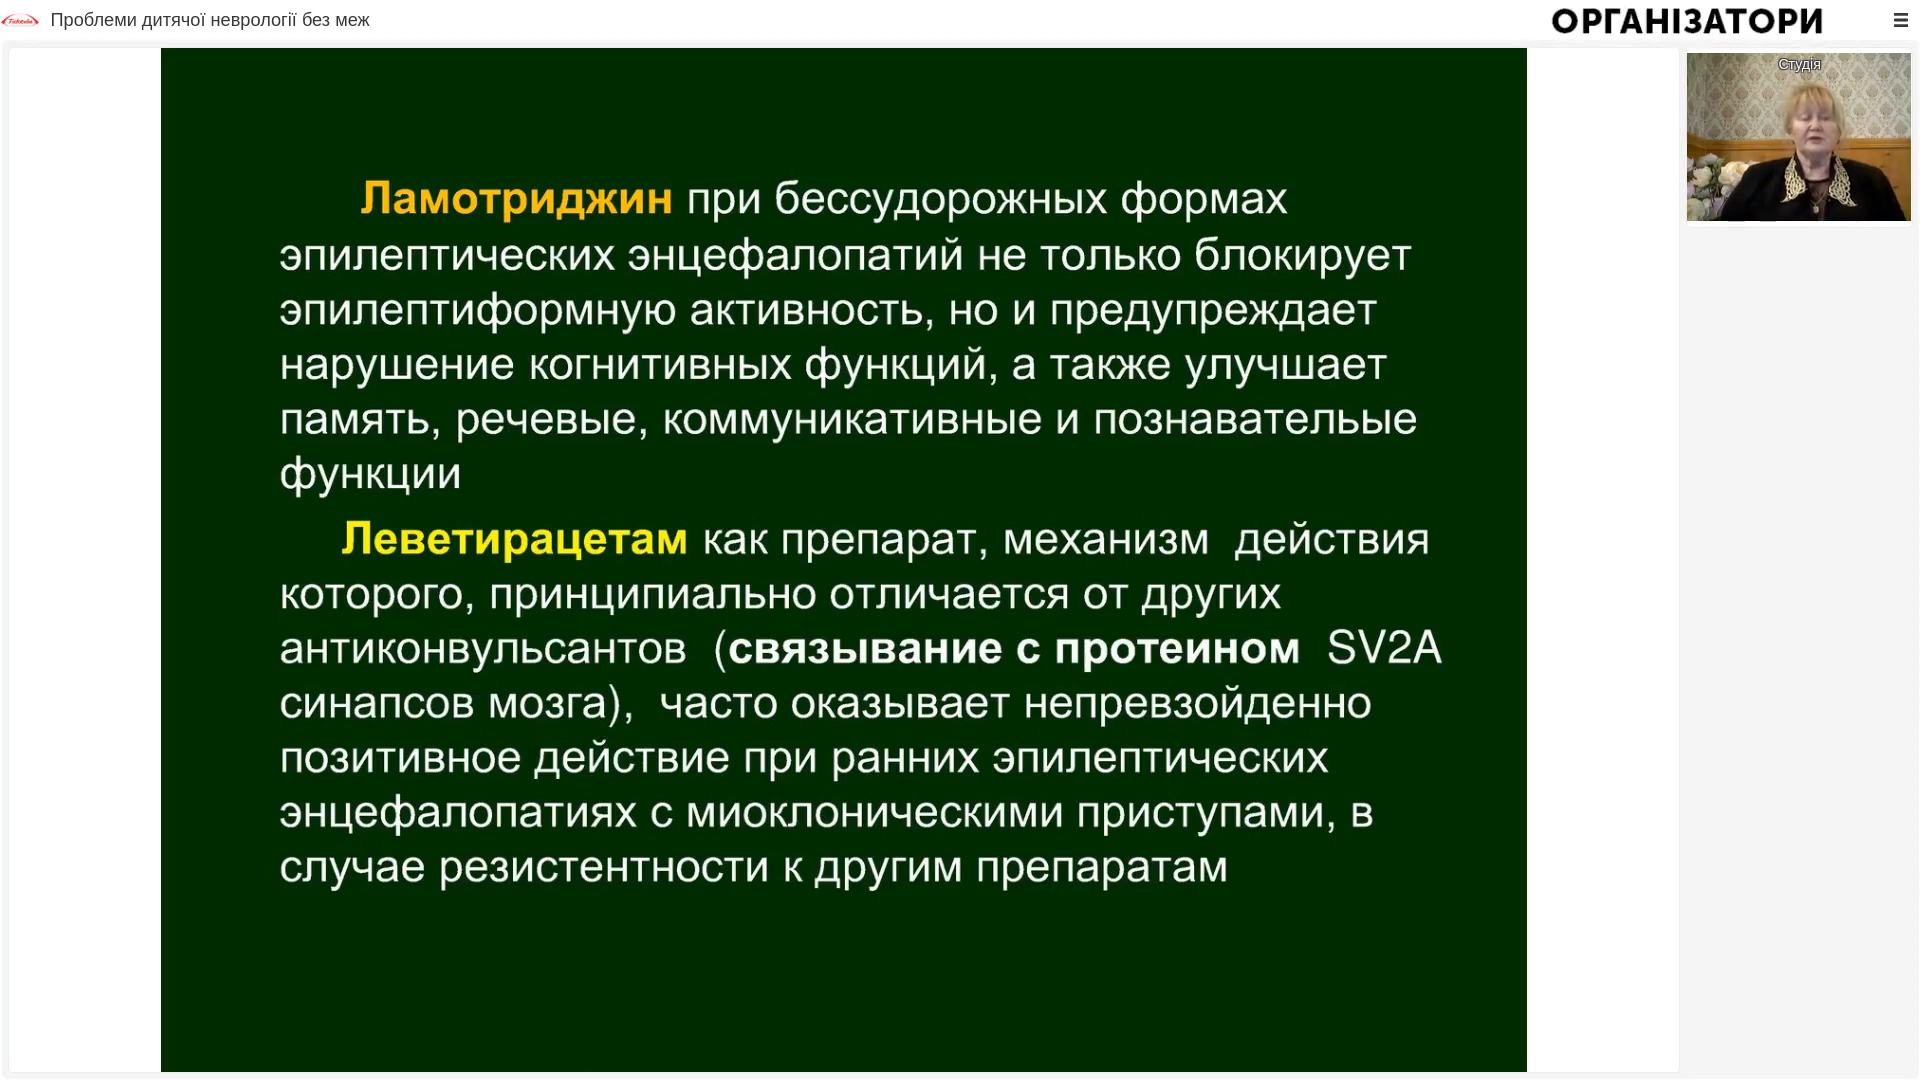 Проблеми дитячої неврології без меж
ОРГАНІЗАТОРИ
Студія
Ламотриджин при бессудорожных формах
эпилептических энцефалопатий не только блокирует
эпилептиформную активность, но и предупреждает
нарушение когнитивных функций, а также улучшает
память, речевые, коммуникативные и познавательые
функции
Леветирацетам как препарат, механизм действия
которого, принципиально отличается от других
антиконвульсантов (связывание с протеином SV2A
синапсов мозга), часто оказывает непревзойденно
позитивное действие при ранних эпилептических
энцефалопатиях с миоклоническими приступами, в
случае резистентности к другим препаратам